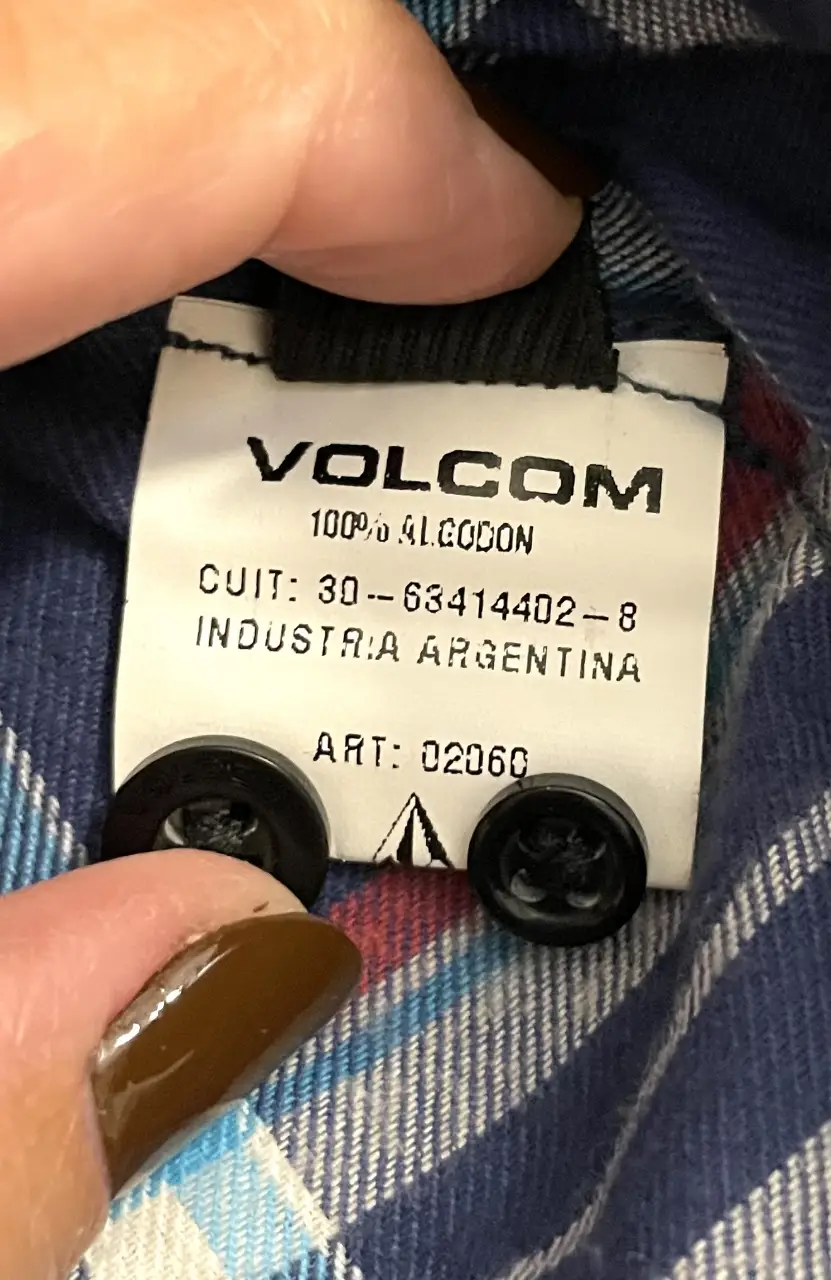 VOLCOM
100% ALGODON
CUIT: 30-63414402-8
INDUSTRIA ARGENTINA
ART: 02060